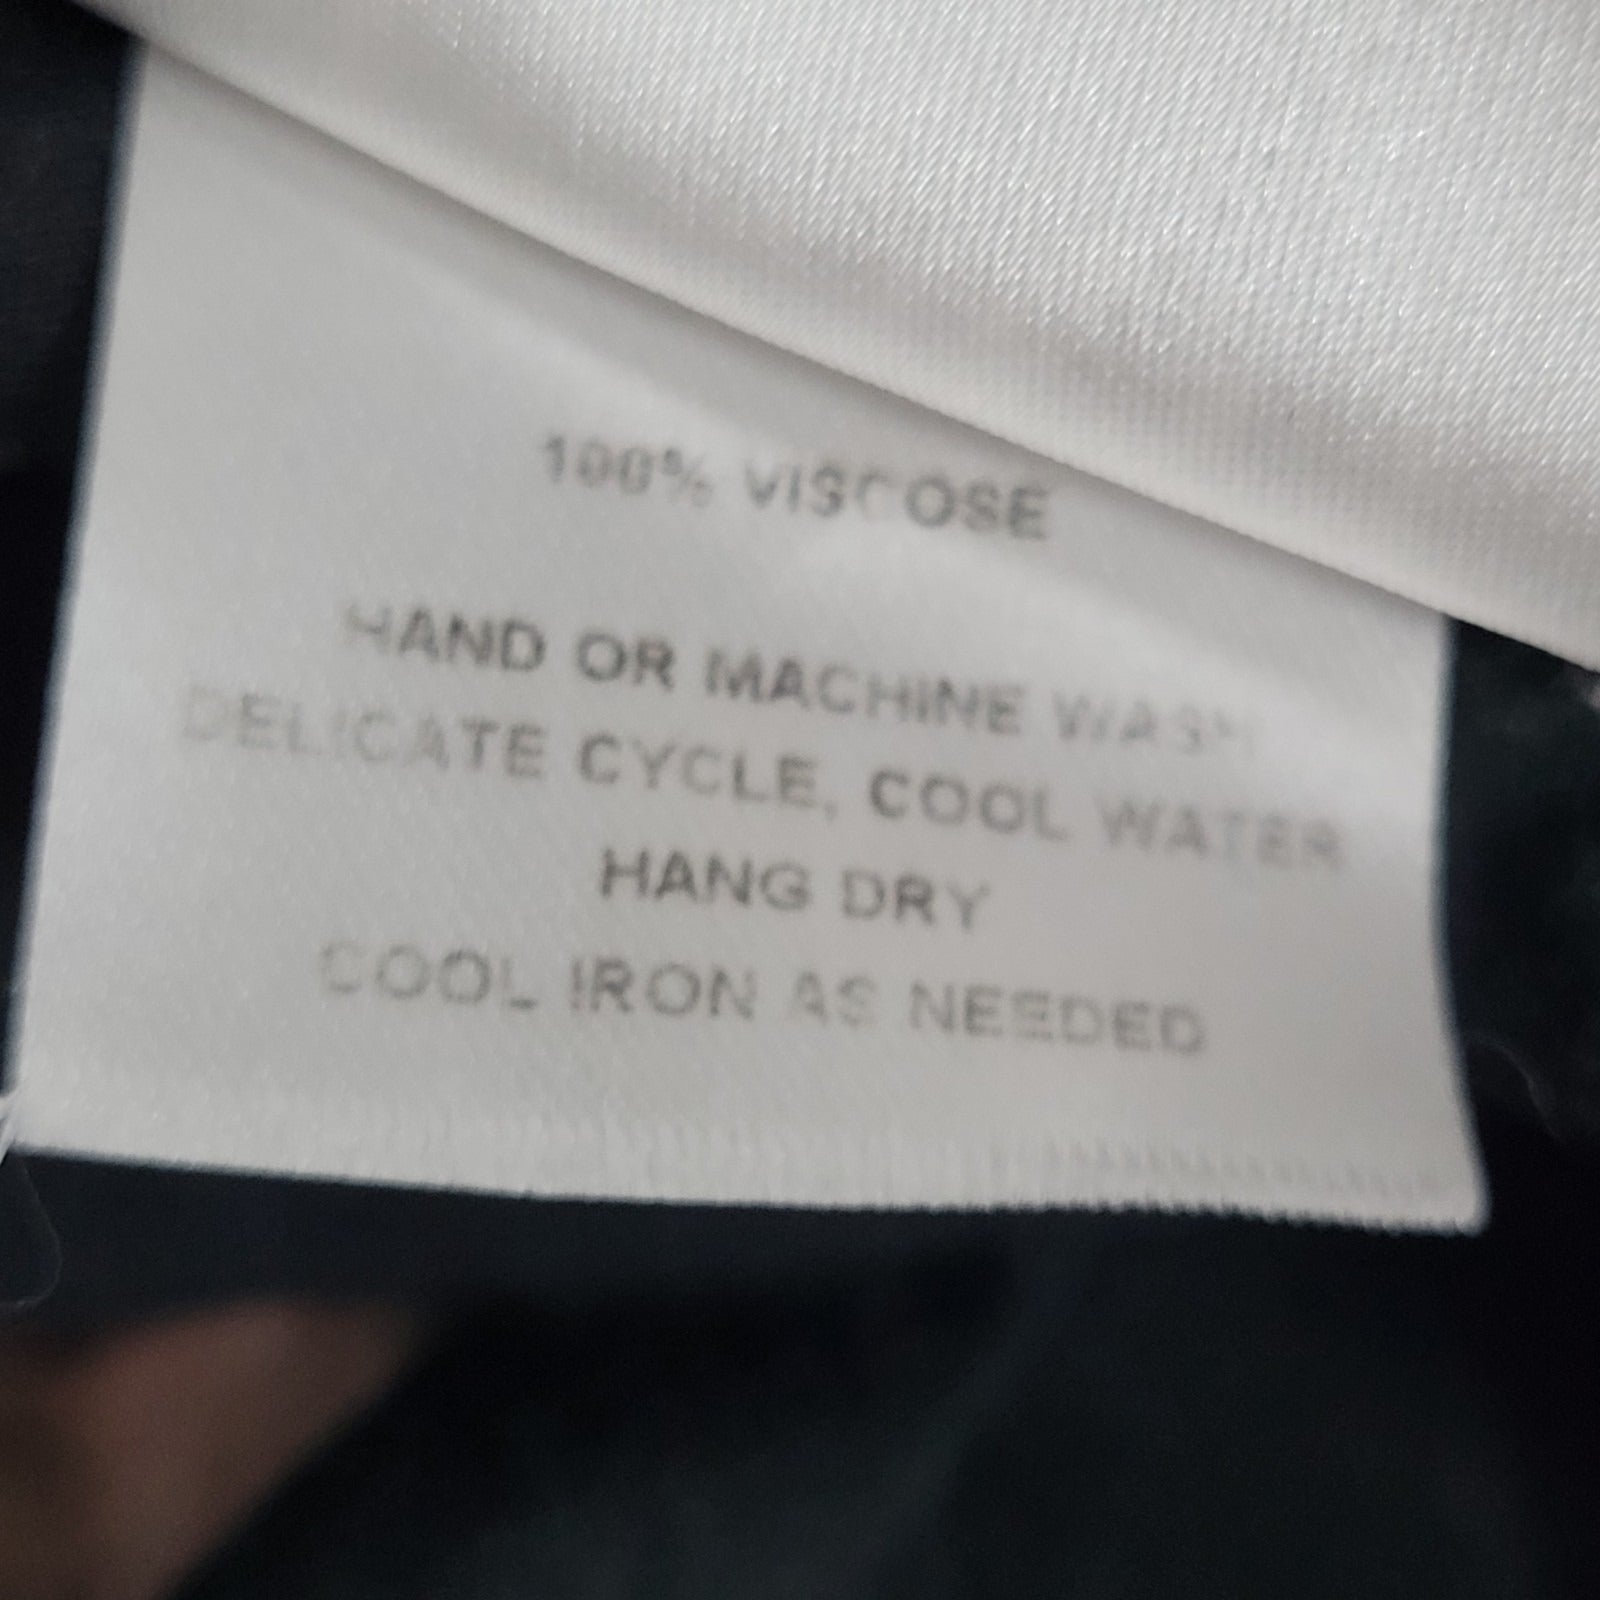 100% VISCOSE
HAND OR MACHINE WASH
DELICATE CYCLE, COOL WATER
HANG DRY
COOL IRON AS NEEDED